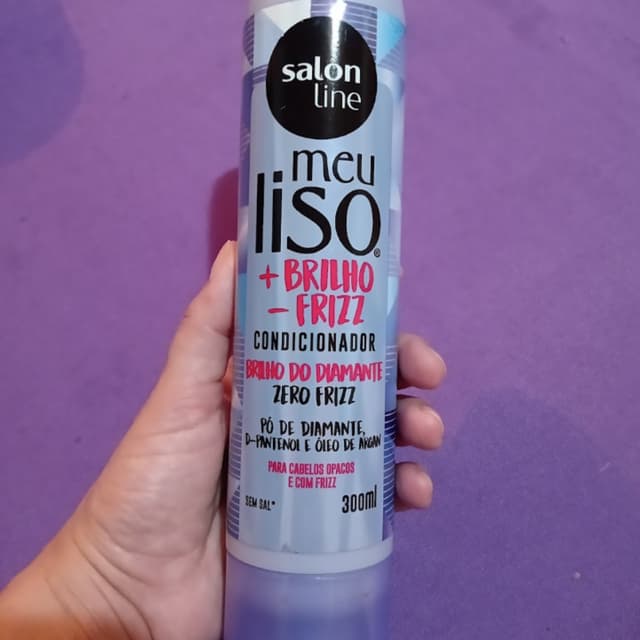 salon
line
meu
liso®
+ BRILHO
- FRIZZ
CONDICIONADOR
BRILHO DO DIAMANTE
ZERO FRIZZ
PÓ DE DIAMANTE,
D-PANTENOL E ÓLEO DE ARGAN
PARA CABELOS OPACOS
E COM FRIZZ
SEM SAL* 300ml